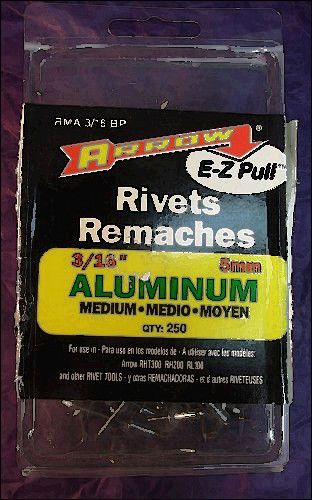 RMA 3/16 BP
ARROW®
E-Z Pull™
Rivets
Remaches
3/16" 5mm
ALUMINUM
MEDIUM•MEDIO•MOYEN
QTY: 250
For use in - Para uso en los modelos de - A utiliser avec les modeles:
Arrow RHT300 RH200 RL100
and other RIVET TOOLS - y otras REMACHADORAS - et d'autres RIVETEUSES